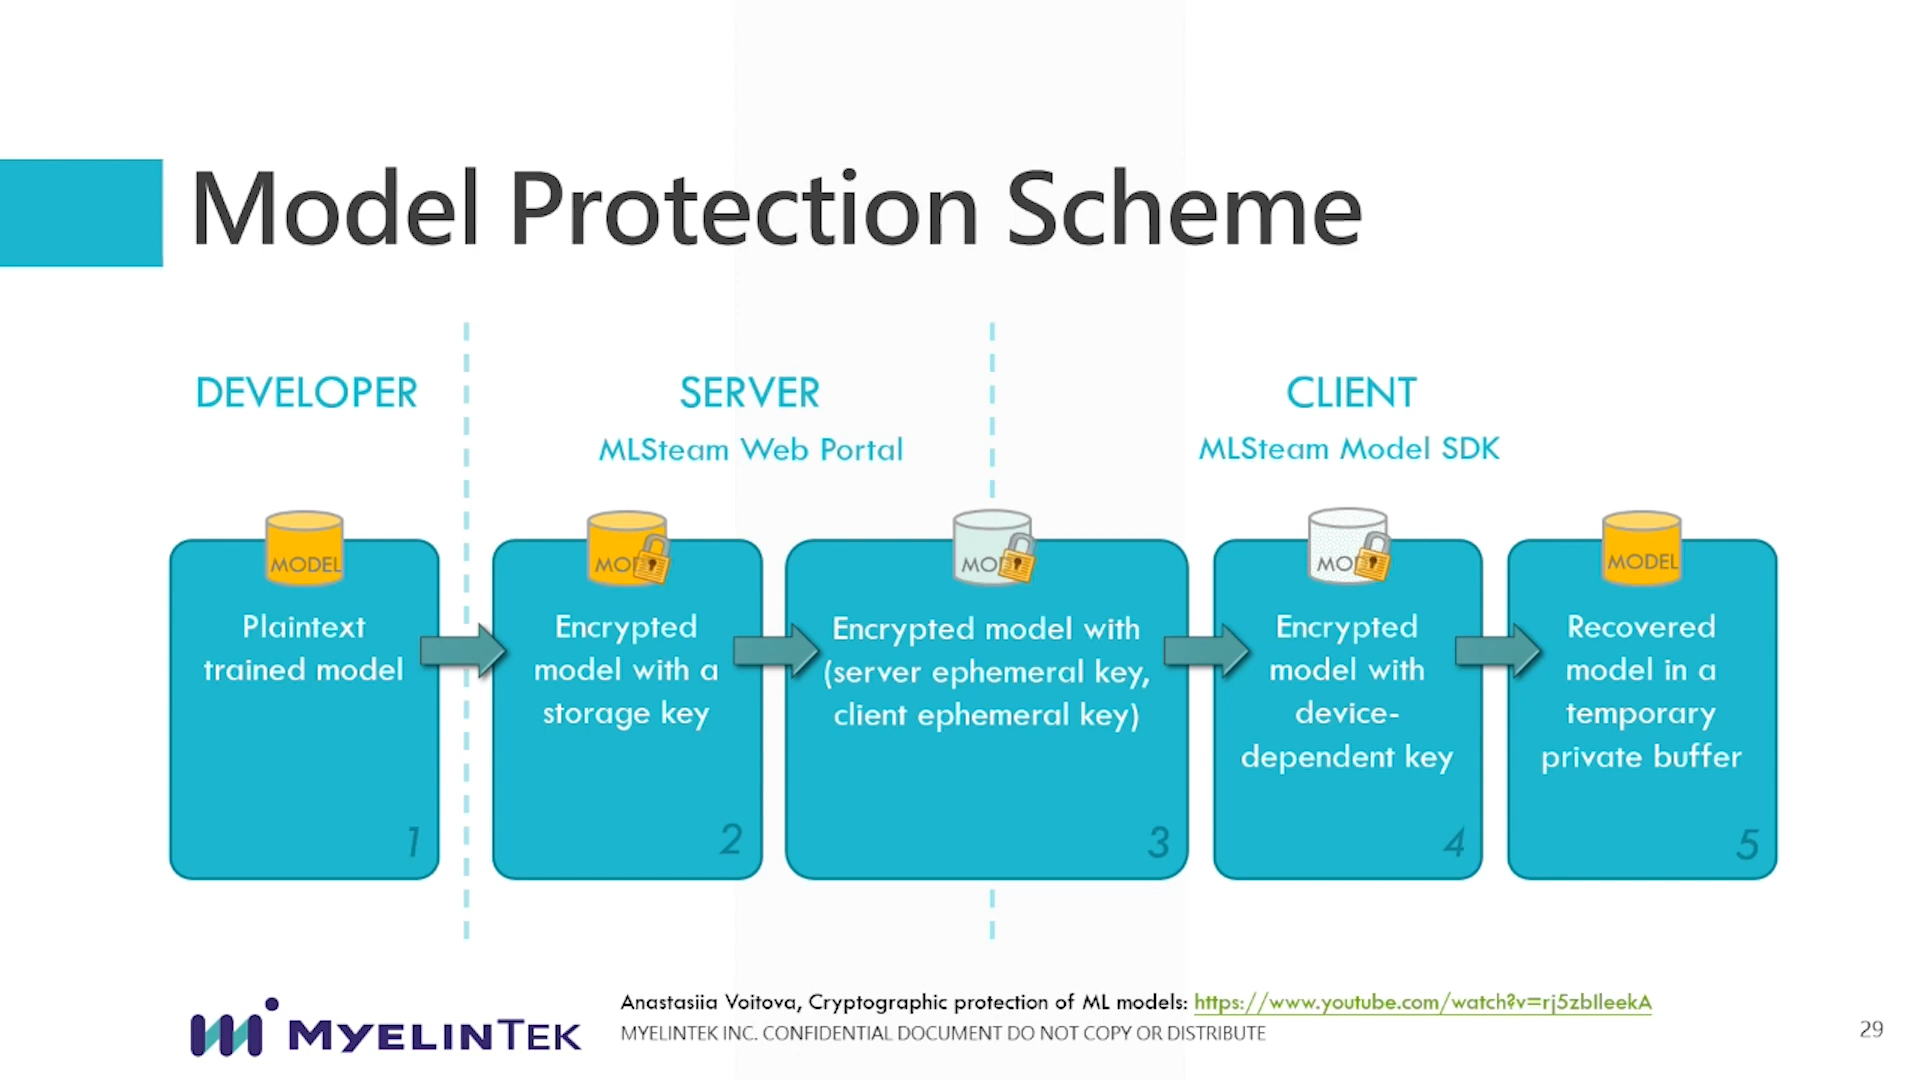 Model Protection Scheme
DEVELOPER
SERVER
MLSteam Web Portal
CLIENT
MLSteam Model SDK
MODEL
Plaintext
trained model
1
MO
Encrypted
model with a
storage key
2
MO
Encrypted model with
(server ephemeral key,
client ephemeral key)
3
MO
Encrypted
model with
device-
dependent key
4
MODEL
Recovered
model in a
temporary
private buffer
5
MYELINTEK
Anastasiia Voitova, Cryptographic protection of ML models: https://www.youtube.com/watch?v=rj5zbIleekA
MYELINTEK INC. CONFIDENTIAL DOCUMENT DO NOT COPY OR DISTRIBUTE
29